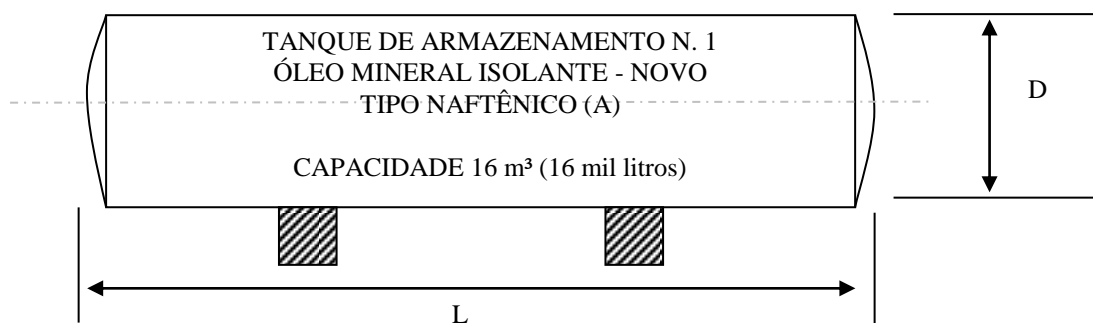 TANQUE DE ARMAZENAMENTO N. 1
ÓLEO MINERAL ISOLANTE - NOVO
TIPO NAFTÊNICO (A)
CAPACIDADE 16 m³ (16 mil litros)
D
L